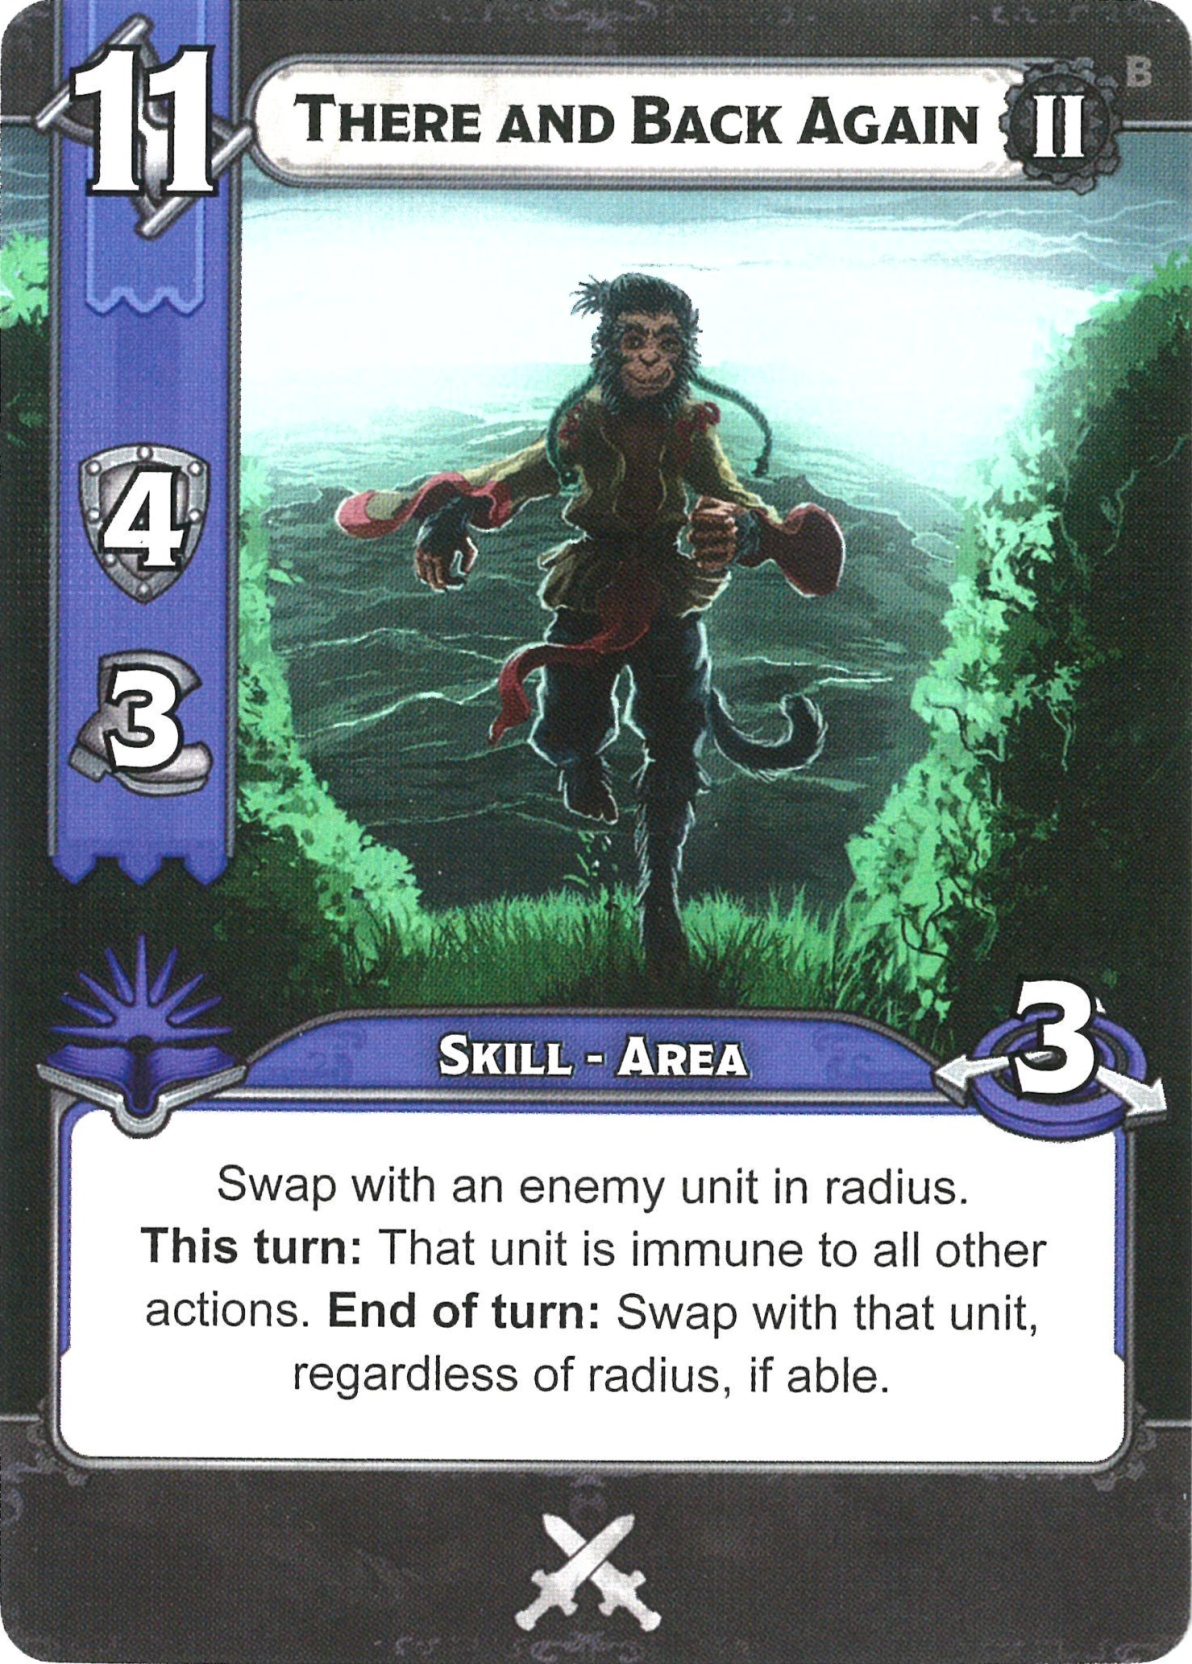 11
THERE AND BACK AGAIN
II
B
4
3
SKILL - AREA
3
Swap with an enemy unit in radius.
This turn: That unit is immune to all other
actions. End of turn: Swap with that unit,
regardless of radius, if able.